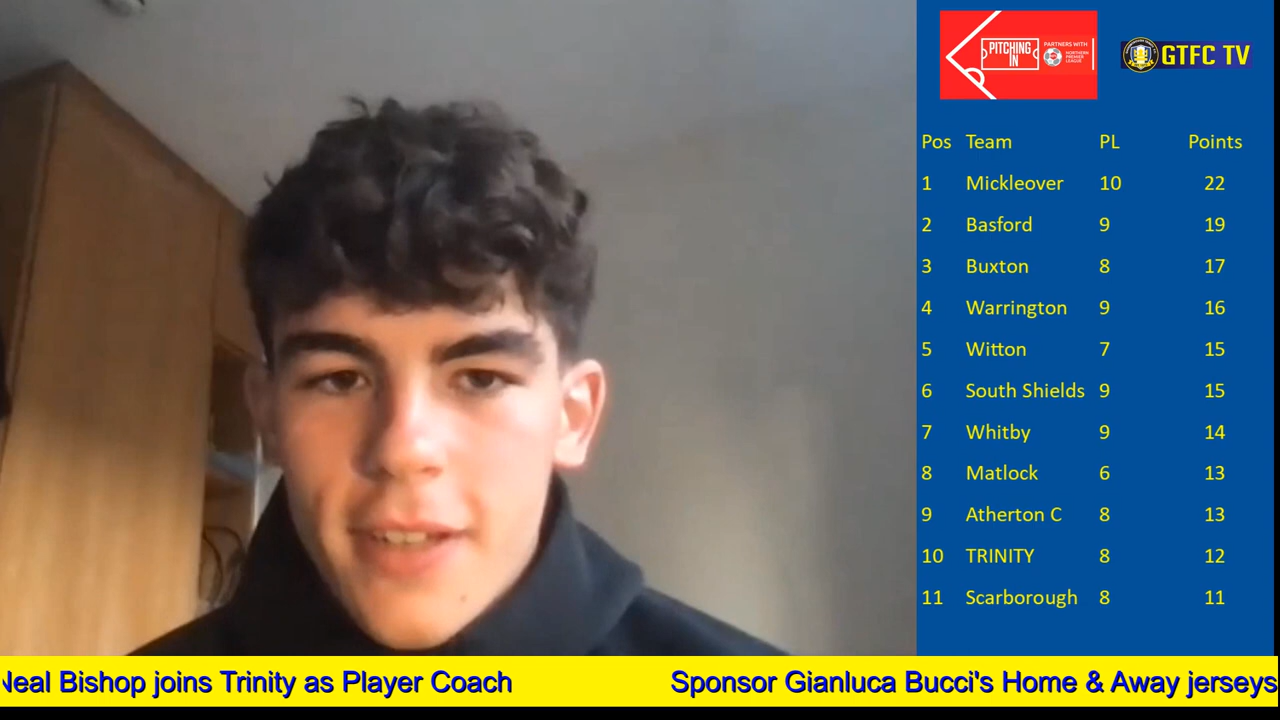 PITCHING
IN
PARTNERS WITH
NORTHERN
PREMIER
LEAGUE
GTFC TV
Pos Team PL Points
1 Mickleover 10 22
2 Basford 9 19
3 Buxton 8 17
4 Warrington 9 16
5 Witton 7 15
6 South Shields 9 15
7 Whitby 9 14
8 Matlock 6 13
9 Atherton C 8 13
10 TRINITY 8 12
11 Scarborough 8 11
Neal Bishop joins Trinity as Player Coach Sponsor Gianluca Bucci's Home & Away jerseys